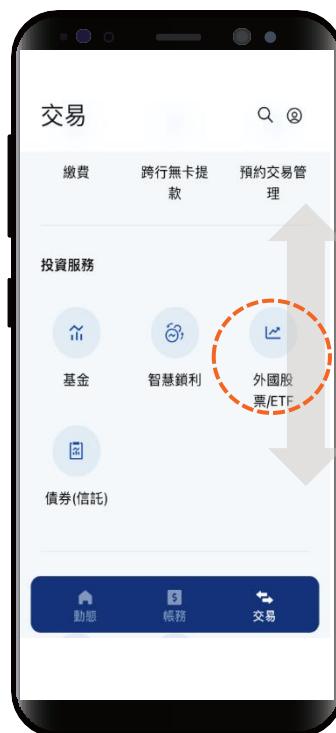 交易
繳費
跨行無卡提
款
預約交易管
理
投資服務
基金
智慧鎖利
外國股
票/ETF
債券(信託)
動態
帳務
交易